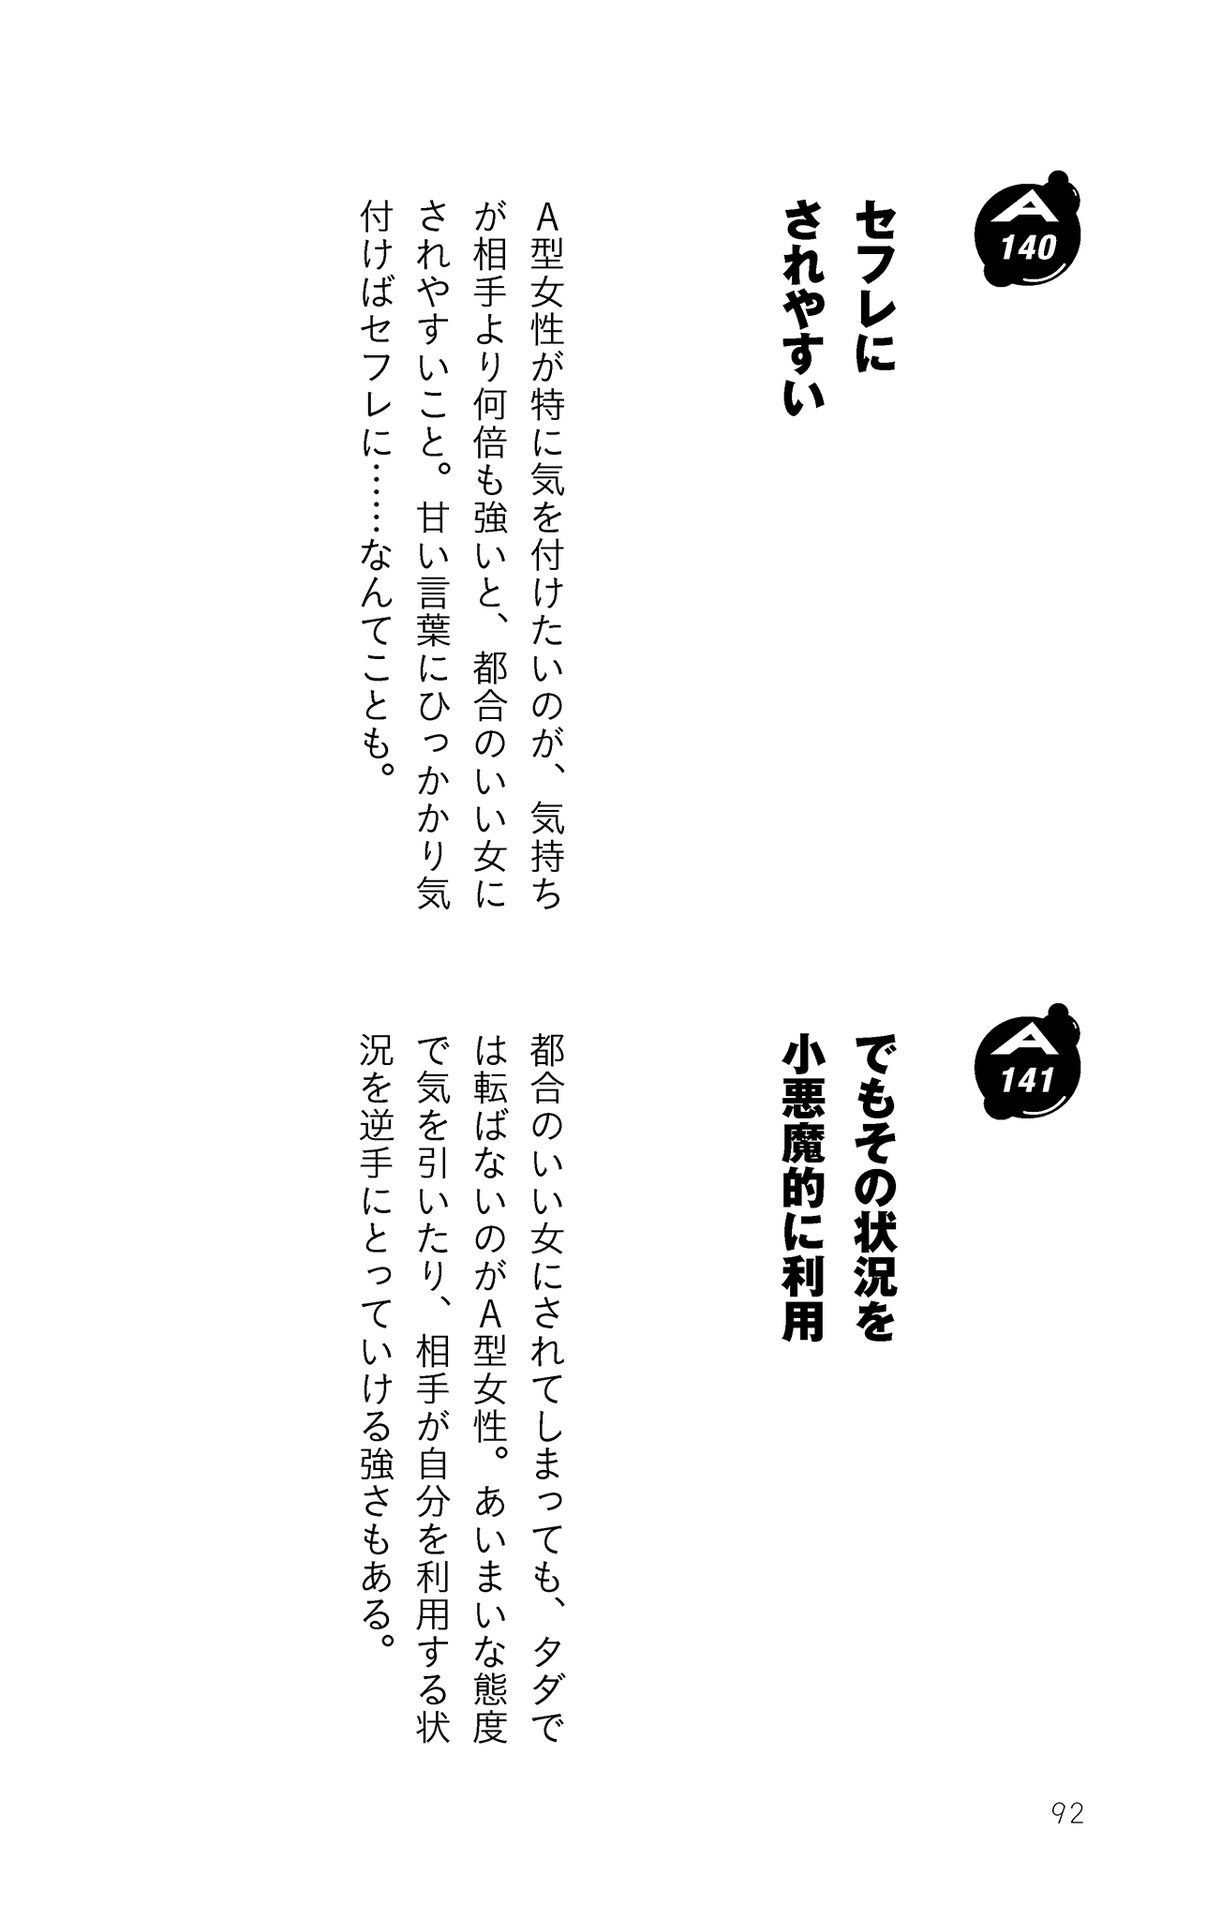 A
140
セフレに
されやすい
A型女性が特に気を付けたいのが、気持ち
が相手より何倍も強いと、都合のいい女に
されやすいこと。甘い言葉にひっかかり気
付けばセフレに……なんてことも。
A
141
でもその状況を
小悪魔的に利用
都合のいい女にされてしまっても、タダで
は転ばないのがA型女性。あいまいな態度
で気を引いたり、相手が自分を利用する状
況を逆手にとっていける強さもある。
92